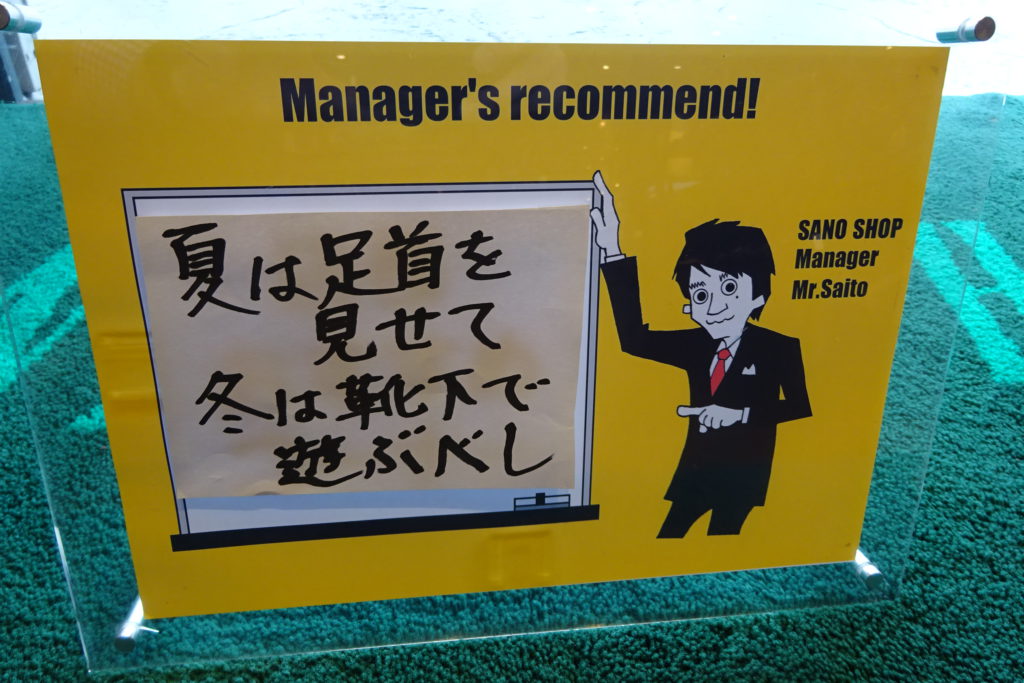 Manager's recommend!
夏は足首を
見せて
冬は靴下で
遊ぶべし
SANO SHOP
Manager
Mr.Saito